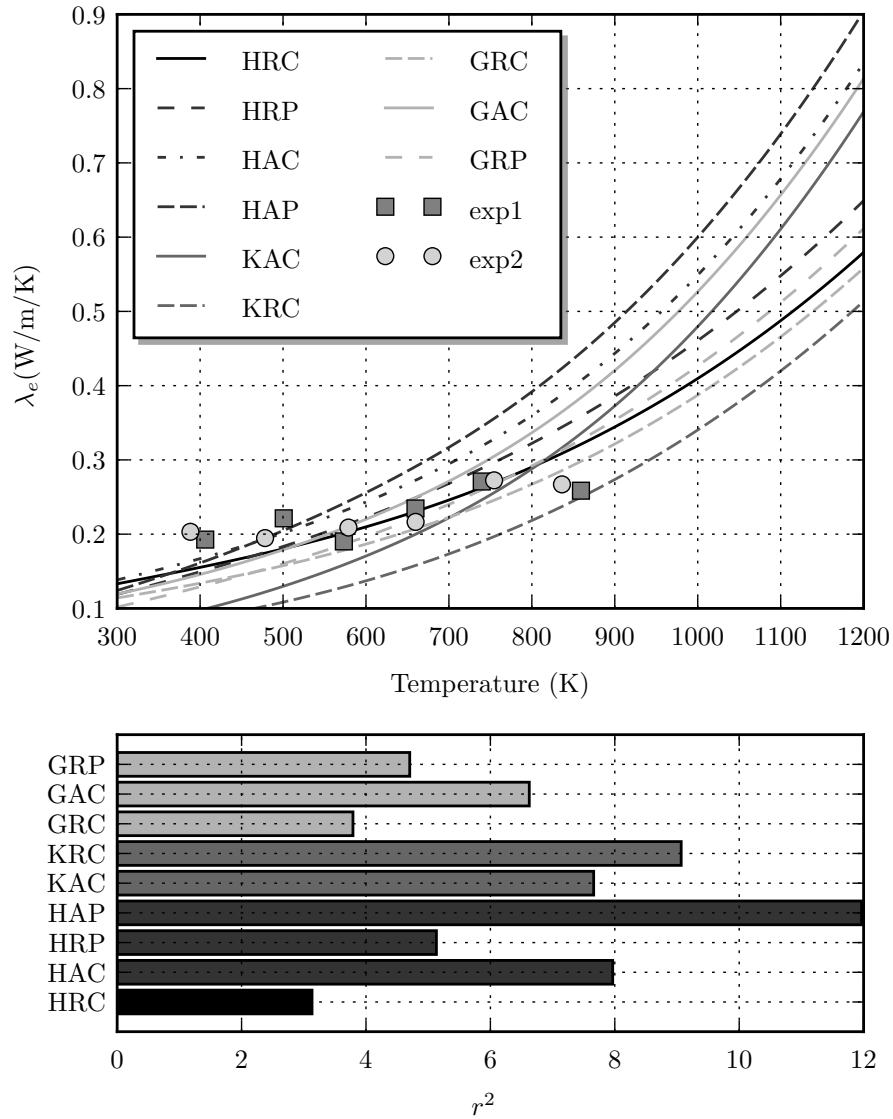 0.9
0.8
0.7
0.6
0.5
0.4
0.3
0.2
0.1
λe(W/m/K)
HRC
HRP
HAC
HAP
KAC
KRC
GRC
GAC
GRP
exp1
exp2
300 400 500 600 700 800 900 1000 1100 1200
Temperature (K)
GRP
GAC
GRC
KRC
KAC
HAP
HRP
HAC
HRC
0 2 4 6 8 10 12
r²